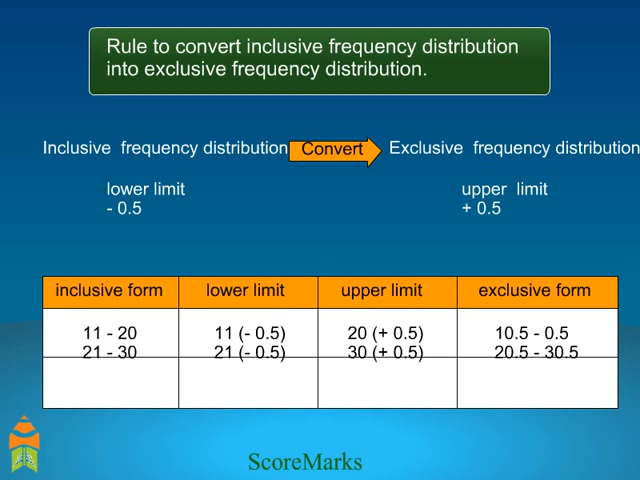 Rule to convert inclusive frequency distribution
into exclusive frequency distribution.
Inclusive frequency distribution Convert Exclusive frequency distribution
lower limit upper limit
- 0.5 + 0.5
inclusive form lower limit upper limit exclusive form
11 - 20 11 (- 0.5) 20 (+ 0.5) 10.5 - 0.5
21 - 30 21 (- 0.5) 30 (+ 0.5) 20.5 - 30.5
ScoreMarks